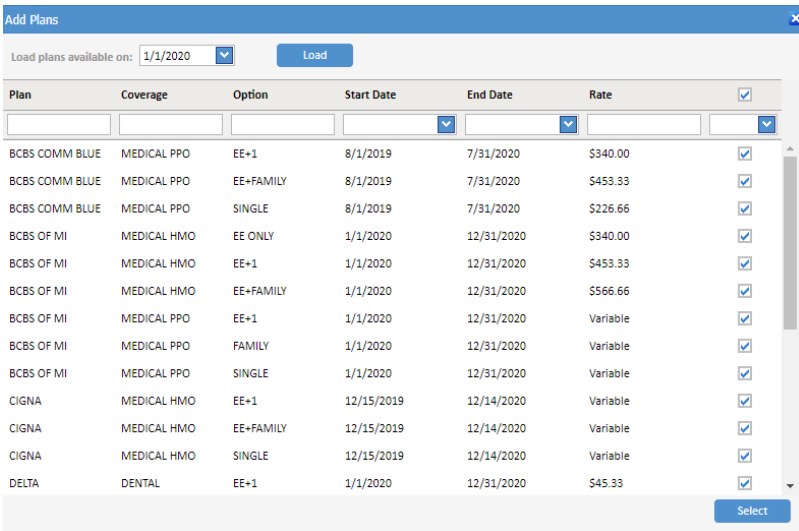 Add Plans
Load plans available on: 1/1/2020 Load
Plan Coverage Option Start Date End Date Rate
BCBS COMM BLUE MEDICAL PPO EE+1 8/1/2019 7/31/2020 $340.00
BCBS COMM BLUE MEDICAL PPO EE+FAMILY 8/1/2019 7/31/2020 $453.33
BCBS COMM BLUE MEDICAL PPO SINGLE 8/1/2019 7/31/2020 $226.66
BCBS OF MI MEDICAL HMO EE ONLY 1/1/2020 12/31/2020 $340.00
BCBS OF MI MEDICAL HMO EE+1 1/1/2020 12/31/2020 $453.33
BCBS OF MI MEDICAL HMO EE+FAMILY 1/1/2020 12/31/2020 $566.66
BCBS OF MI MEDICAL PPO EE+1 1/1/2020 12/31/2020 Variable
BCBS OF MI MEDICAL PPO FAMILY 1/1/2020 12/31/2020 Variable
BCBS OF MI MEDICAL PPO SINGLE 1/1/2020 12/31/2020 Variable
CIGNA MEDICAL HMO EE+1 12/15/2019 12/14/2020 Variable
CIGNA MEDICAL HMO EE+FAMILY 12/15/2019 12/14/2020 Variable
CIGNA MEDICAL HMO SINGLE 12/15/2019 12/14/2020 Variable
DELTA DENTAL EE+1 1/1/2020 12/31/2020 $45.33
Select